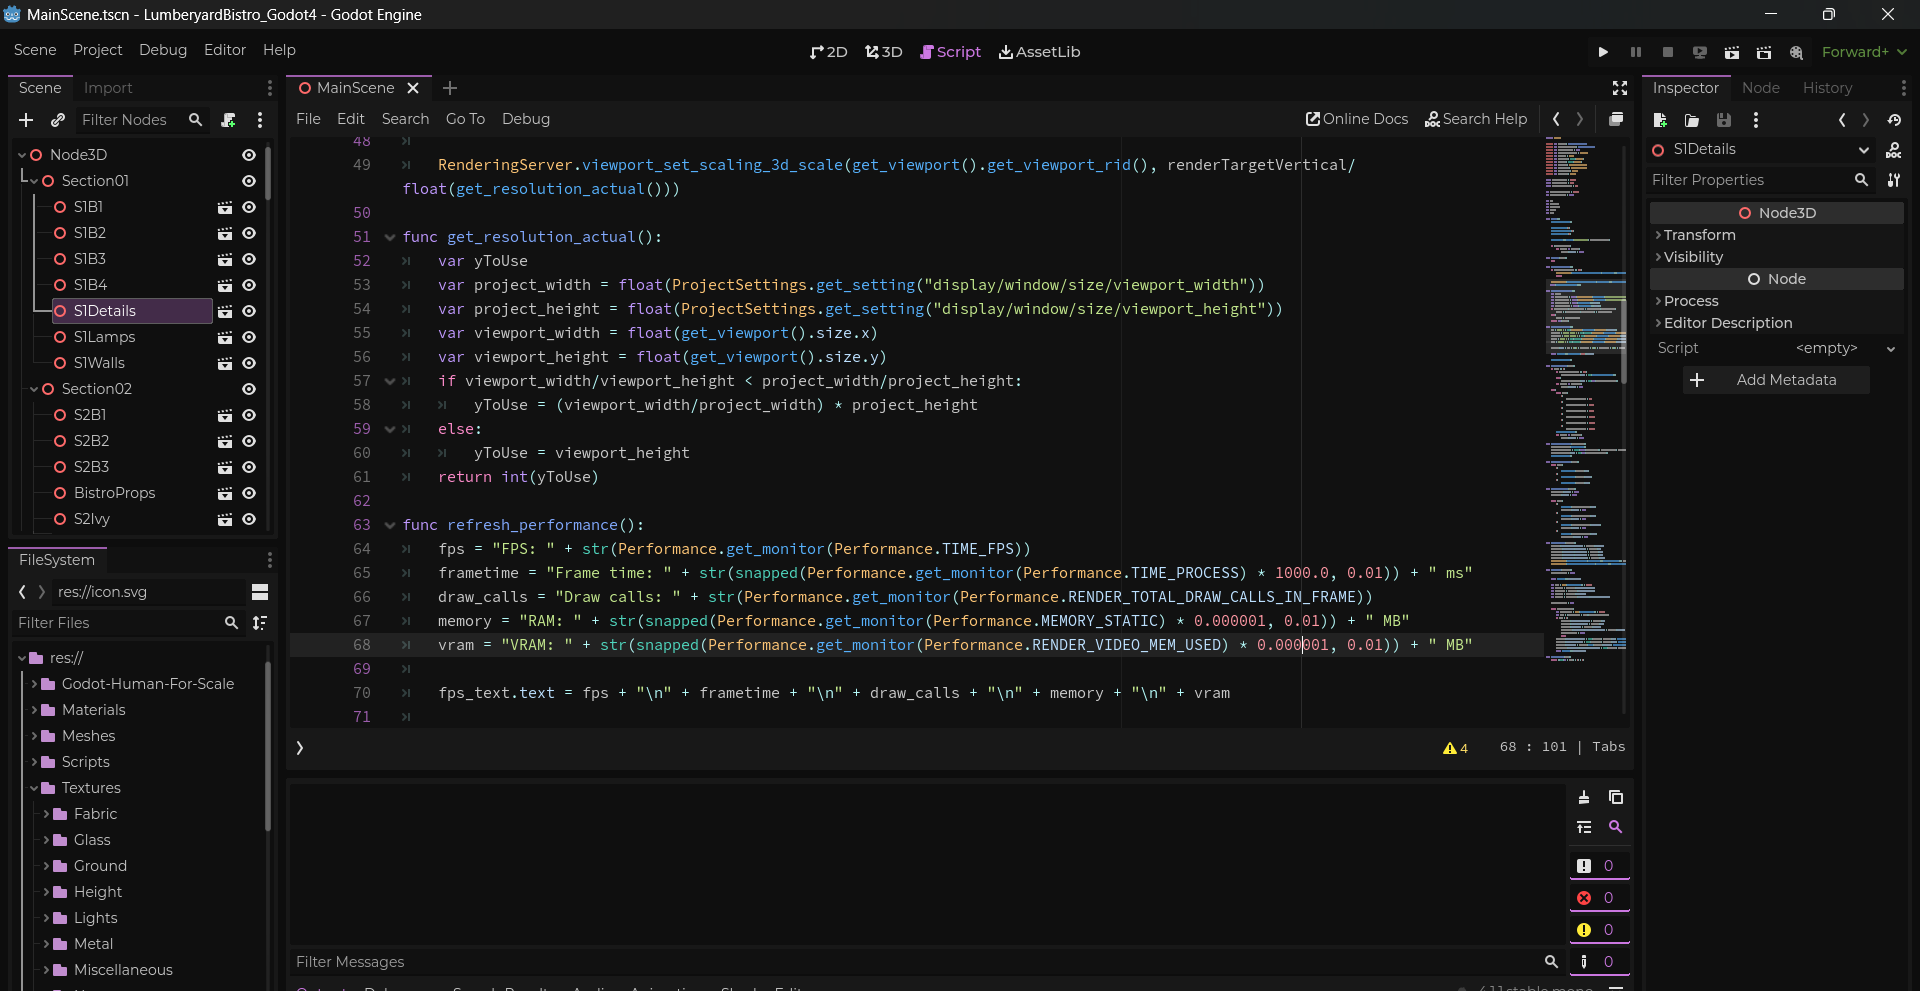 MainScene.tscn - LumberyardBistro_Godot4 - Godot Engine
Scene Project Debug Editor Help
2D 3D Script AssetLib
Forward+
Scene Import
Filter Nodes
Node3D
Section01
S1B1
S1B2
S1B3
S1B4
S1Details
S1Lamps
S1Walls
Section02
S2B1
S2B2
S2B3
BistroProps
S2Ivy
FileSystem
res://icon.svg
Filter Files
res://
Godot-Human-For-Scale
Materials
Meshes
Scripts
Textures
Fabric
Glass
Ground
Height
Lights
Metal
Miscellaneous
MainScene
File Edit Search Go To Debug
Online Docs Search Help
48
49 RenderingServer.viewport_set_scaling_3d_scale(get_viewport().get_viewport_rid(), renderTargetVertical/
float(get_resolution_actual()))
50
51 func get_resolution_actual():
52 var yToUse
53 var project_width = float(ProjectSettings.get_setting("display/window/size/viewport_width"))
54 var project_height = float(ProjectSettings.get_setting("display/window/size/viewport_height"))
55 var viewport_width = float(get_viewport().size.x)
56 var viewport_height = float(get_viewport().size.y)
57 if viewport_width/viewport_height < project_width/project_height:
58 yToUse = (viewport_width/project_width) * project_height
59 else:
60 yToUse = viewport_height
61 return int(yToUse)
62
63 func refresh_performance():
64 fps = "FPS: " + str(Performance.get_monitor(Performance.TIME_FPS))
65 frametime = "Frame time: " + str(snapped(Performance.get_monitor(Performance.TIME_PROCESS) * 1000.0, 0.01)) + " ms"
66 draw_calls = "Draw calls: " + str(Performance.get_monitor(Performance.RENDER_TOTAL_DRAW_CALLS_IN_FRAME))
67 memory = "RAM: " + str(snapped(Performance.get_monitor(Performance.MEMORY_STATIC) * 0.000001, 0.01)) + " MB"
68 vram = "VRAM: " + str(snapped(Performance.get_monitor(Performance.RENDER_VIDEO_MEM_USED) * 0.000001, 0.01)) + " MB"
69
70 fps_text.text = fps + "\n" + frametime + "\n" + draw_calls + "\n" + memory + "\n" + vram
71
4 68 : 101 | Tabs
0
0
0
0
Filter Messages
Inspector Node History
S1Details
Filter Properties
Node3D
Transform
Visibility
Node
Process
Editor Description
Script <empty>
Add Metadata